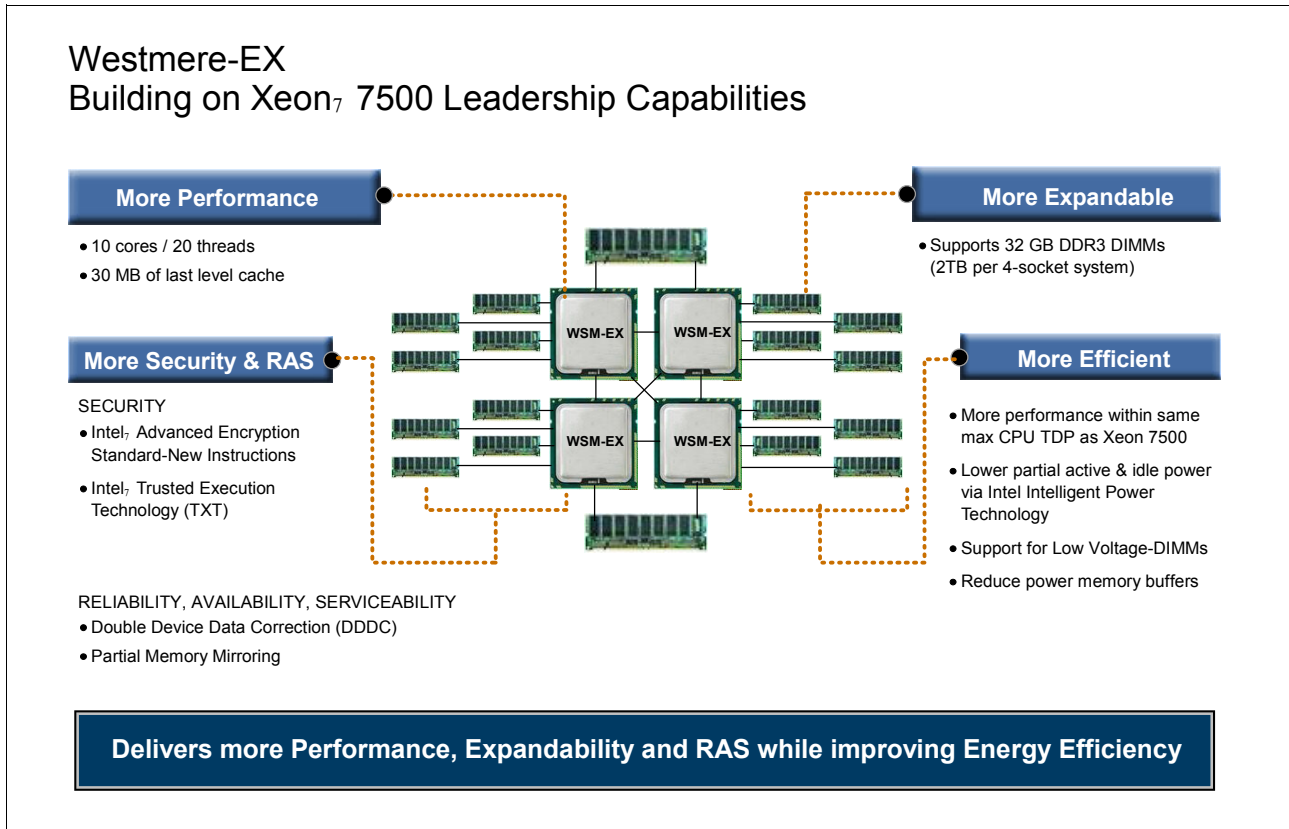 Westmere-EX
Building on Xeon₇ 7500 Leadership Capabilities
More Performance
• 10 cores / 20 threads
• 30 MB of last level cache
More Expandable
• Supports 32 GB DDR3 DIMMs
(2TB per 4-socket system)
WSM-EX
WSM-EX
WSM-EX
WSM-EX
More Security & RAS
SECURITY
• Intel₇ Advanced Encryption
Standard-New Instructions
• Intel₇ Trusted Execution
Technology (TXT)
RELIABILITY, AVAILABILITY, SERVICEABILITY
• Double Device Data Correction (DDDC)
• Partial Memory Mirroring
More Efficient
• More performance within same
max CPU TDP as Xeon 7500
• Lower partial active & idle power
via Intel Intelligent Power
Technology
• Support for Low Voltage-DIMMs
• Reduce power memory buffers
Delivers more Performance, Expandability and RAS while improving Energy Efficiency